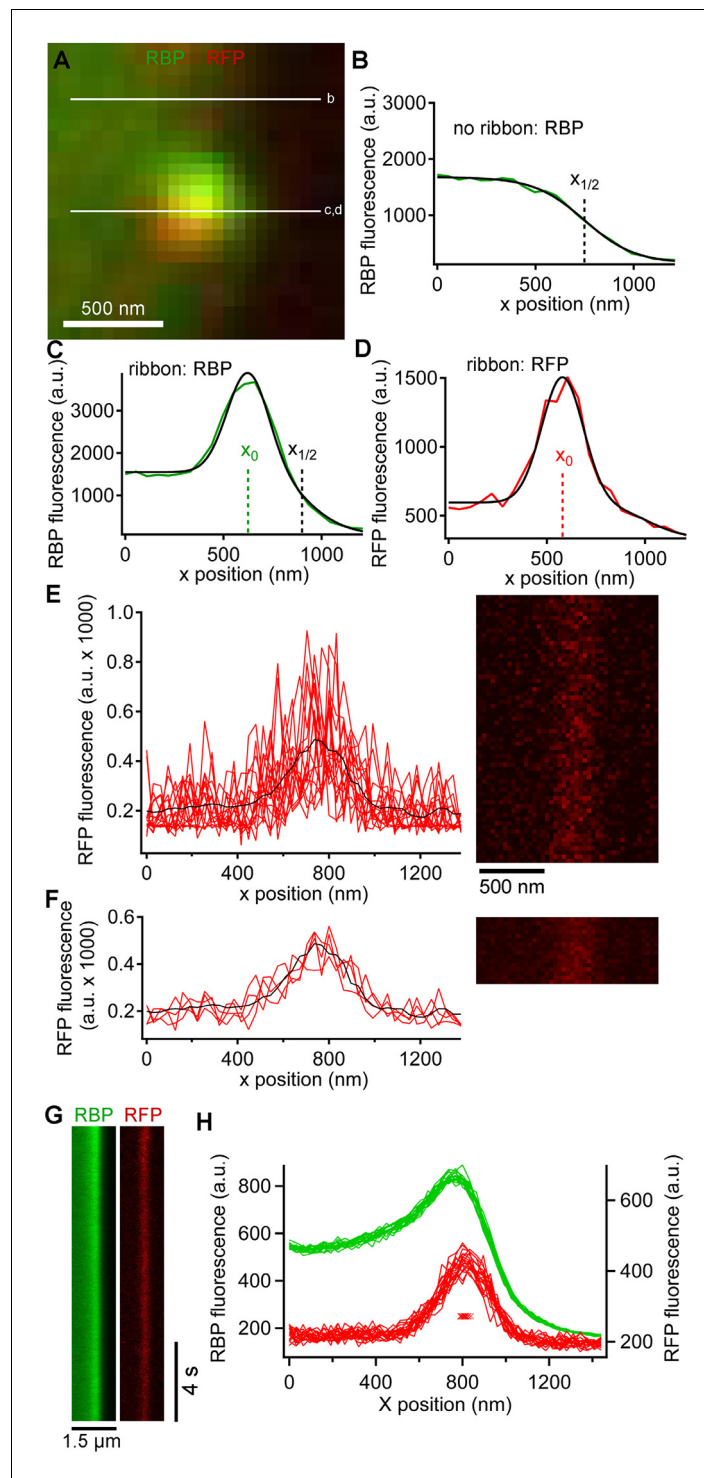 A
RBP RFP
b
c,d
500 nm
B
RBP fluorescence (a.u.)
3000
2000
1000
no ribbon: RBP
x1/2
0 500 1000
x position (nm)
C
RBP fluorescence (a.u.)
3000
2000
1000
ribbon: RBP
x0
x1/2
0 500 1000
x position (nm)
D
RFP fluorescence (a.u.)
1500
1000
500
ribbon: RFP
x0
0 500 1000
x position (nm)
E
RFP fluorescence (a.u. x 1000)
1.0
0.8
0.6
0.4
0.2
0 400 800 1200
x position (nm)
500 nm
F
RFP fluorescence
(a.u. x 1000)
0.6
0.4
0.2
0 400 800 1200
x position (nm)
G
RBP RFP
4 s
1.5 µm
H
RBP fluorescence (a.u.)
800
600
400
200
600
400
200
RFP fluorescence (a.u.)
0 400 800 1200
X position (nm)